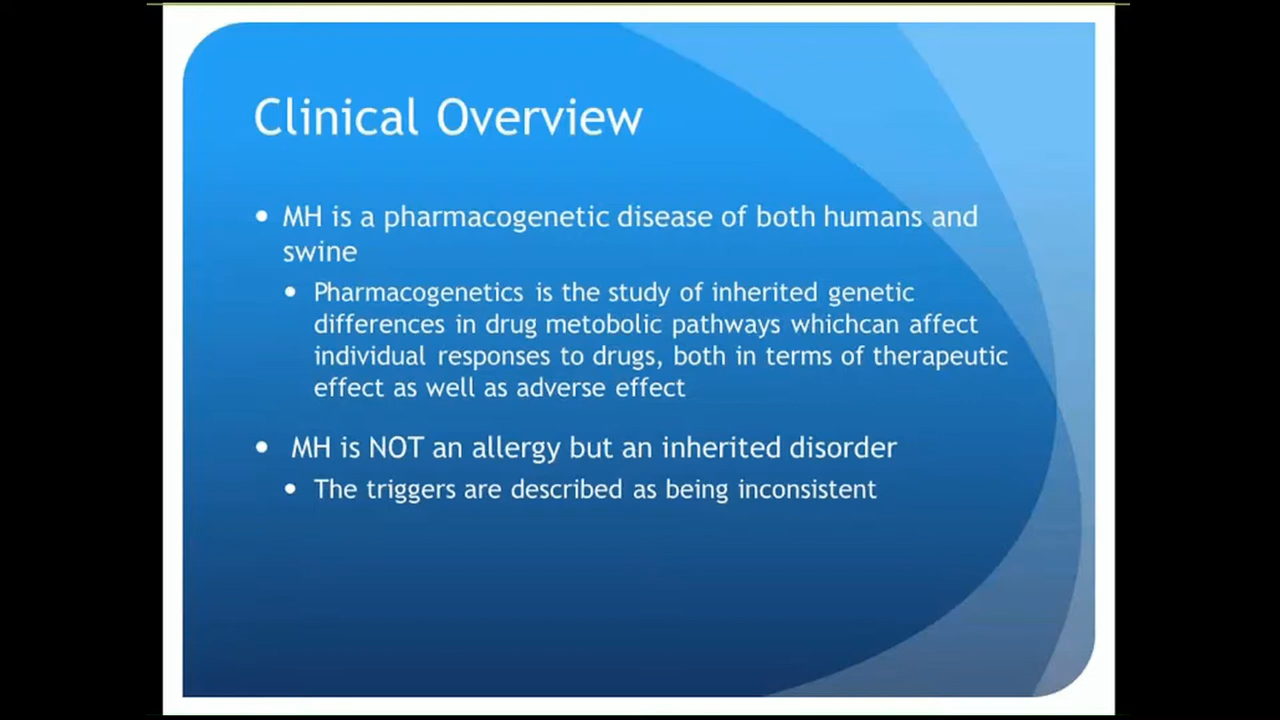 Clinical Overview
• MH is a pharmacogenetic disease of both humans and
swine
• Pharmacogenetics is the study of inherited genetic
differences in drug metobolic pathways whichcan affect
individual responses to drugs, both in terms of therapeutic
effect as well as adverse effect
• MH is NOT an allergy but an inherited disorder
• The triggers are described as being inconsistent